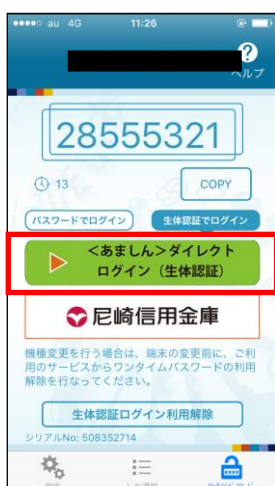 au 4G 11:26
ヘルプ
28555321
13 COPY
パスワードでログイン 生体認証でログイン
＜あましん＞ダイレクト
ログイン（生体認証）
尼崎信用金庫
機種変更を行う場合は、端末の変更前に、ご利
用のサービスからワンタイムパスワードの利用
解除を行なってください。
生体認証ログイン利用解除
シリアルNo: 508352714